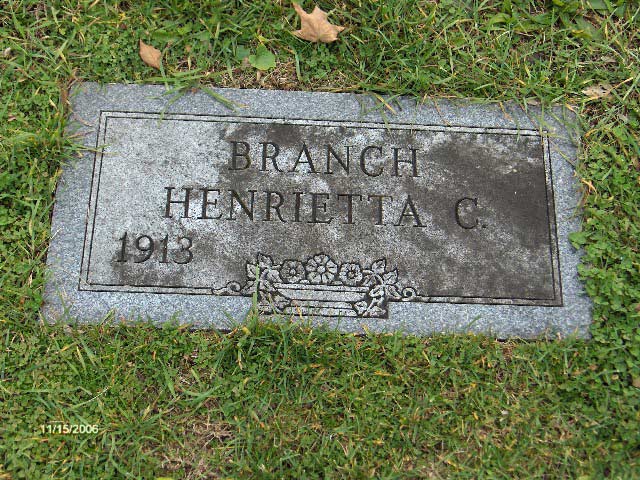 BRANCH
HENRIETTA C.
1913
11/15/2006